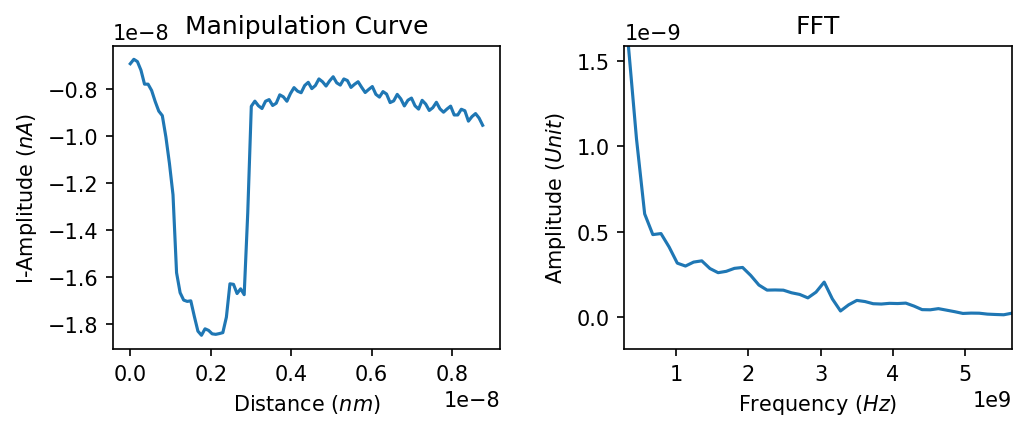 Manipulation Curve
1e−8
−0.8
−1.0
−1.2
−1.4
−1.6
−1.8
I-Amplitude (nA)
0.0 0.2 0.4 0.6 0.8
Distance (nm)
1e−8
FFT
1e−9
1.5
1.0
0.5
0.0
Amplitude (Unit)
1 2 3 4 5
Frequency (Hz)
1e9